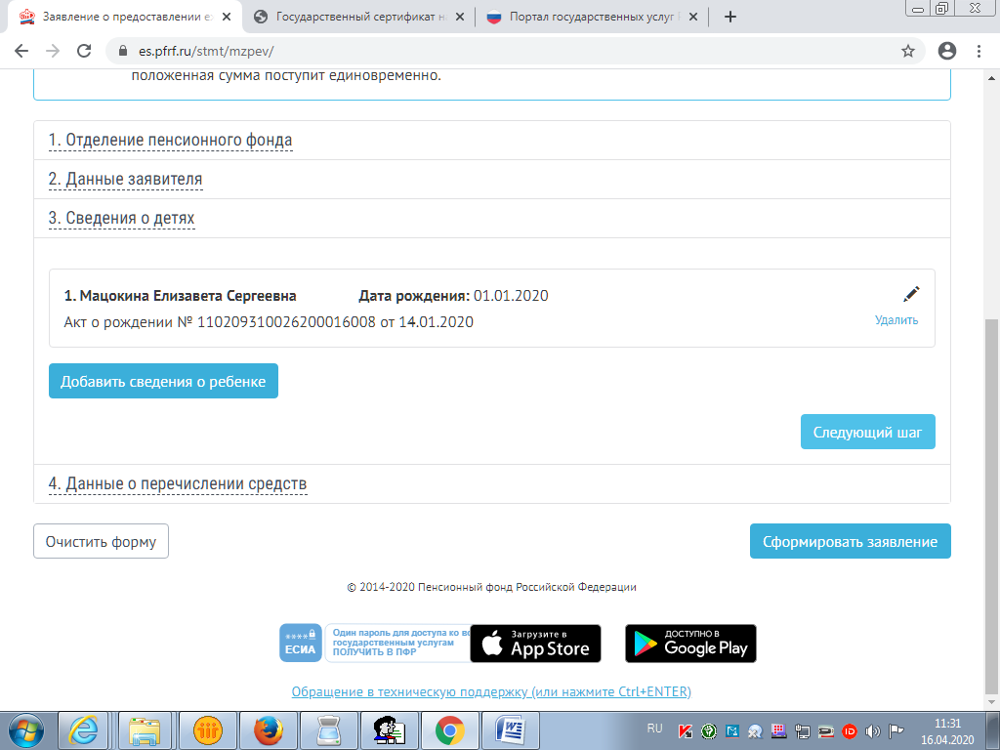 Заявление о предоставлении еж
Государственный сертификат на
Портал государственных услуг
es.pfrf.ru/stmt/mzpev/
положенная сумма поступит единовременно.
1. Отделение пенсионного фонда
2. Данные заявителя
3. Сведения о детях
1. Мацокина Елизавета Сергеевна Дата рождения: 01.01.2020
Акт о рождении № 110209310026200016008 от 14.01.2020
Удалить
Добавить сведения о ребенке
Следующий шаг
4. Данные о перечислении средств
Очистить форму
Сформировать заявление
© 2014-2020 Пенсионный фонд Российской Федерации
ЕСИА
Один пароль для доступа ко вс
государственным услугам
ПОЛУЧИТЬ В ПФР
Загрузите в
App Store
ДОСТУПНО В
Google Play
Обращение в техническую поддержку (или нажмите Ctrl+ENTER)
RU
11:31
16.04.2020